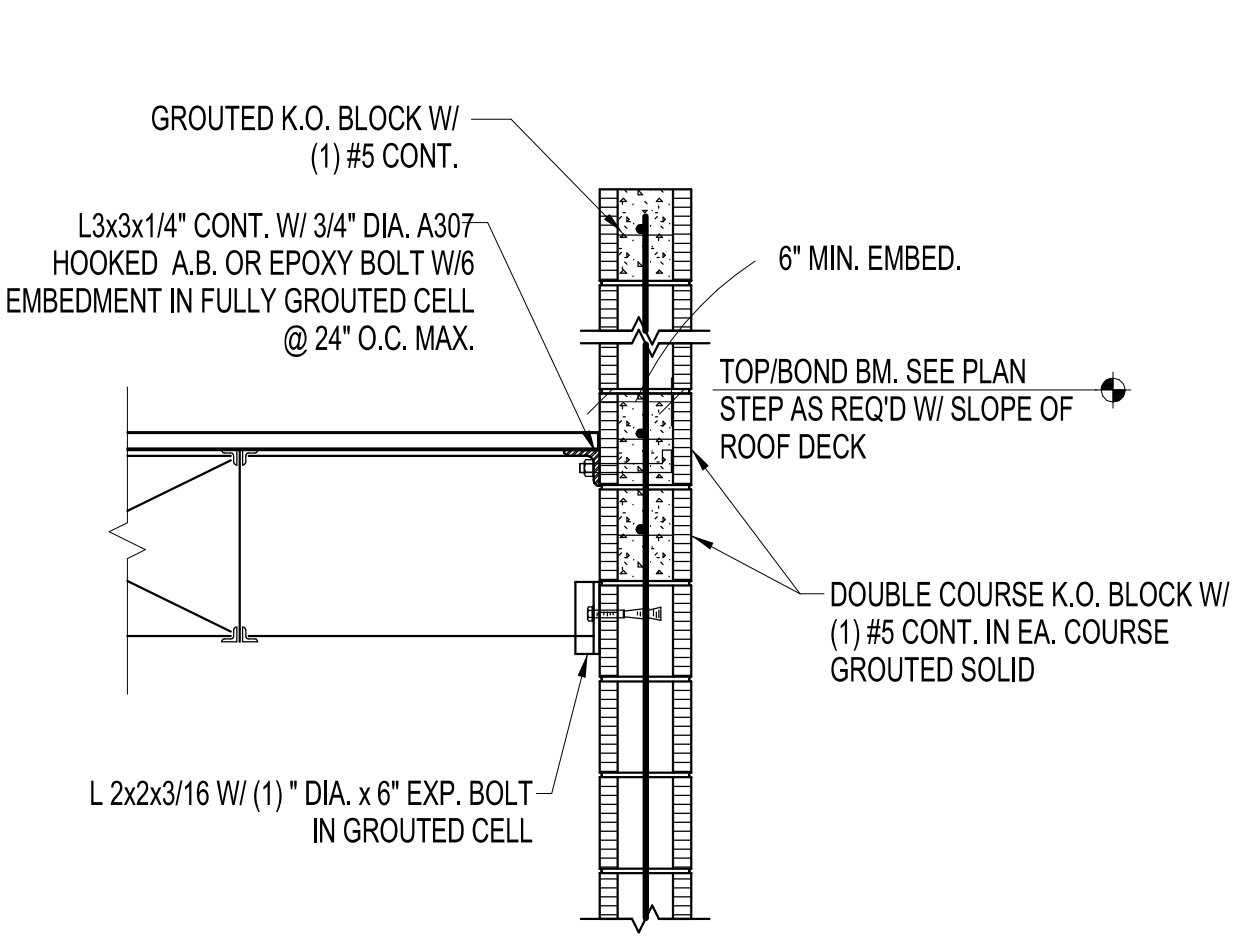 GROUTED K.O. BLOCK W/
(1) #5 CONT.
L3x3x1/4" CONT. W/ 3/4" DIA. A307
HOOKED A.B. OR EPOXY BOLT W/6
EMBEDMENT IN FULLY GROUTED CELL
@ 24" O.C. MAX.
6" MIN. EMBED.
TOP/BOND BM. SEE PLAN
STEP AS REQ'D W/ SLOPE OF
ROOF DECK
DOUBLE COURSE K.O. BLOCK W/
(1) #5 CONT. IN EA. COURSE
GROUTED SOLID
L 2x2x3/16 W/ (1) " DIA. x 6" EXP. BOLT
IN GROUTED CELL